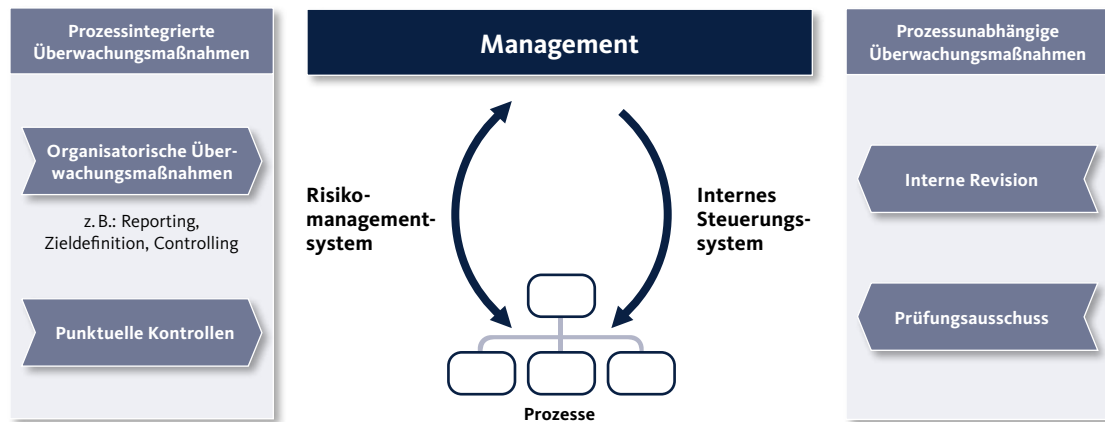 Prozessintegrierte
Überwachungsmaßnahmen
Organisatorische Über-
wachungsmaßnahmen
z. B.: Reporting,
Zieldefinition, Controlling
Punktuelle Kontrollen
Management
Risiko-
management-
system
Internes
Steuerungs-
system
Prozesse
Prozessunabhängige
Überwachungsmaßnahmen
Interne Revision
Prüfungsausschuss